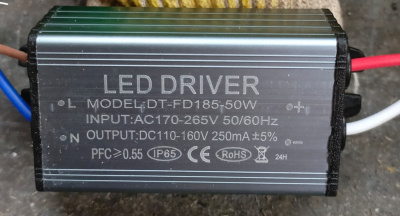 LED DRIVER
L MODEL:DT-FD185-50W +
INPUT:AC170-265V 50/60Hz
N OUTPUT;DC110-160V 250mA ±5%
PFC≥0.55 IP65 CE RoHS 24H